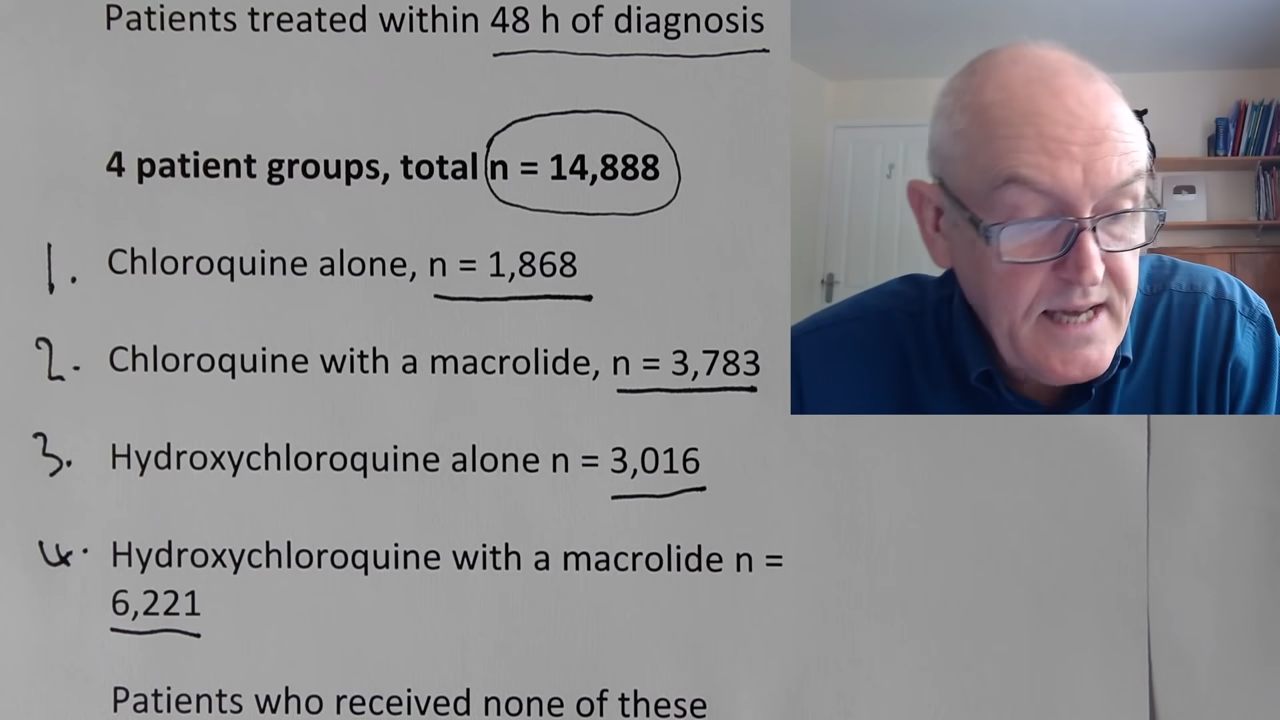 Patients treated within 48 h of diagnosis
4 patient groups, total n = 14,888
1. Chloroquine alone, n = 1,868
2. Chloroquine with a macrolide, n = 3,783
3. Hydroxychloroquine alone n = 3,016
4. Hydroxychloroquine with a macrolide n =
6,221
Patients who received none of these